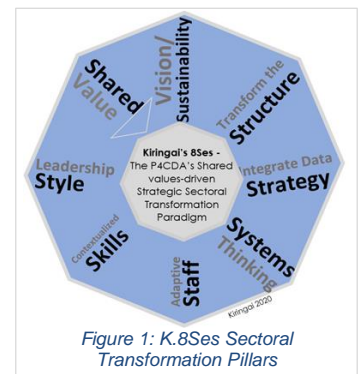 Vision/
Sustainability
Transform the
Structure
Integrate Data
Strategy
Systems
Thinking
Adaptive
Staff
Contextualized
Skills
Leadership
Style
Shared
Value
Kiringai's 8Ses -
The P4CDA's Shared
values-driven
Strategic Sectoral
Transformation
Paradigm
Kiringai 2020
Figure 1: K.8Ses Sectoral
Transformation Pillars